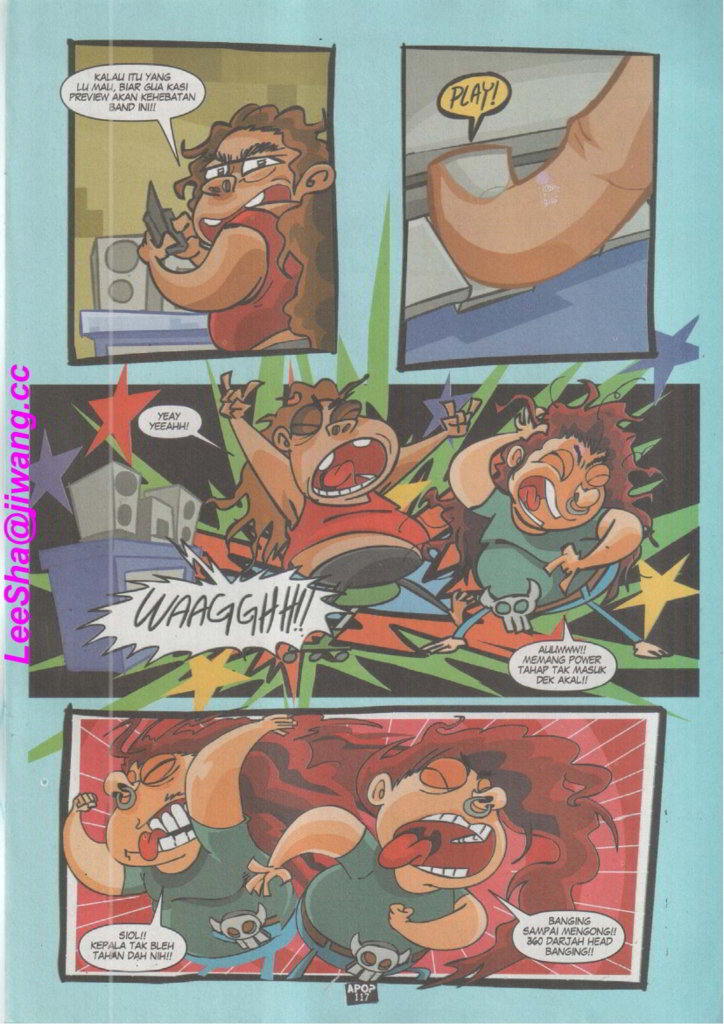 KALAU ITU YANG
LU MAU, BIAR GUA KASI
PREVIEW AKAN KEHEBATAN
BAND INI!!
PLAY!
YEAY
YEEAHH!
WAAGGHH!!
AUUWWW!!
MEMANG POWER
TAHAP TAK MASUK
DEK AKAL!!
SIOL!!
KEPALA TAK BLEH
TAHAN DAH NIH!!
BANGING
SAMPAI MENGONG!!
360 DARJAH HEAD
BANGING!!
APO?
117
LeeSha@jiwang.cc